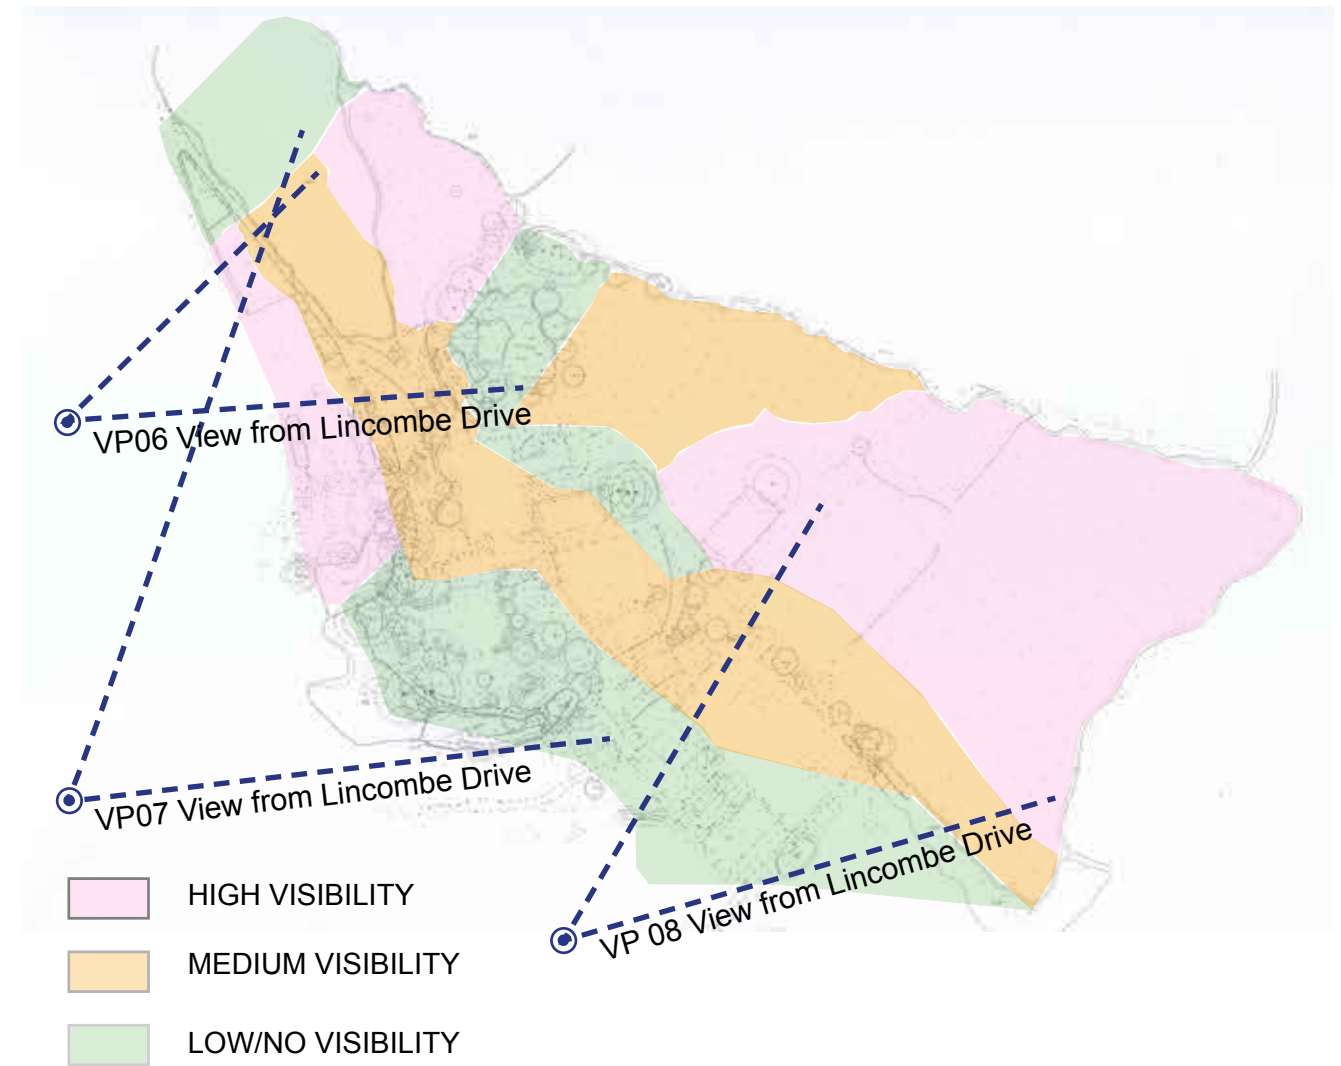 VP06 View from Lincombe Drive
VP07 View from Lincombe Drive
VP 08 View from Lincombe Drive
HIGH VISIBILITY
MEDIUM VISIBILITY
LOW/NO VISIBILITY